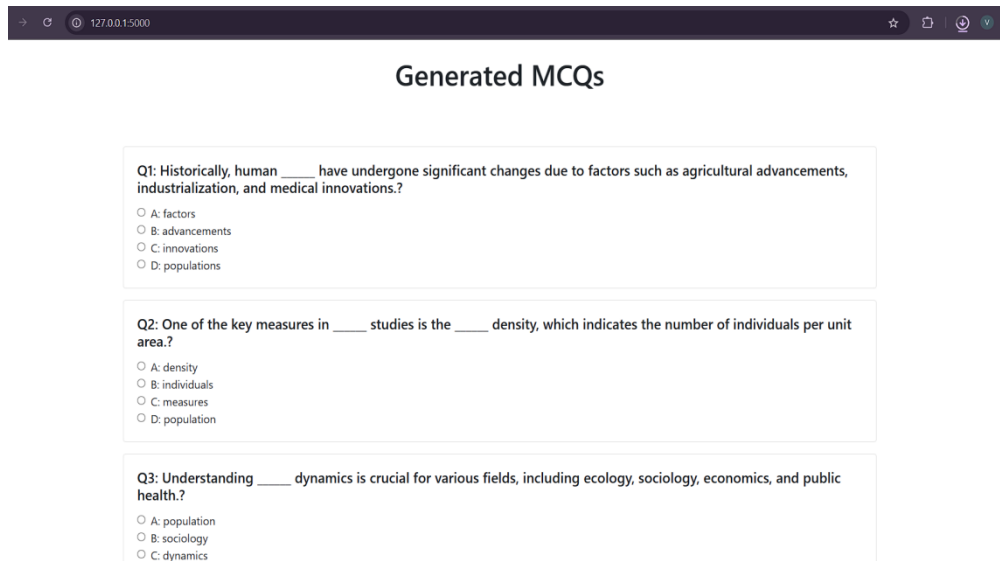 127.0.0.1:5000
V
Generated MCQs
Q1: Historically, human _____ have undergone significant changes due to factors such as agricultural advancements,
industrialization, and medical innovations.?
A: factors
B: advancements
C: innovations
D: populations
Q2: One of the key measures in _____ studies is the _____ density, which indicates the number of individuals per unit
area.?
A: density
B: individuals
C: measures
D: population
Q3: Understanding _____ dynamics is crucial for various fields, including ecology, sociology, economics, and public
health.?
A: population
B: sociology
C: dynamics